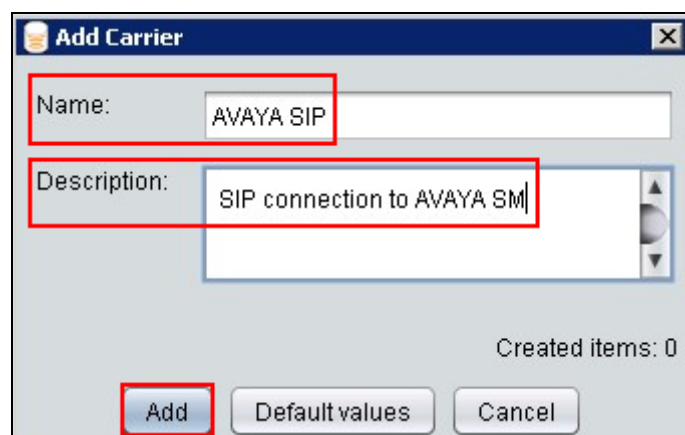 Add Carrier
Name: AVAYA SIP
Description: SIP connection to AVAYA SM
Created items: 0
Add Default values Cancel